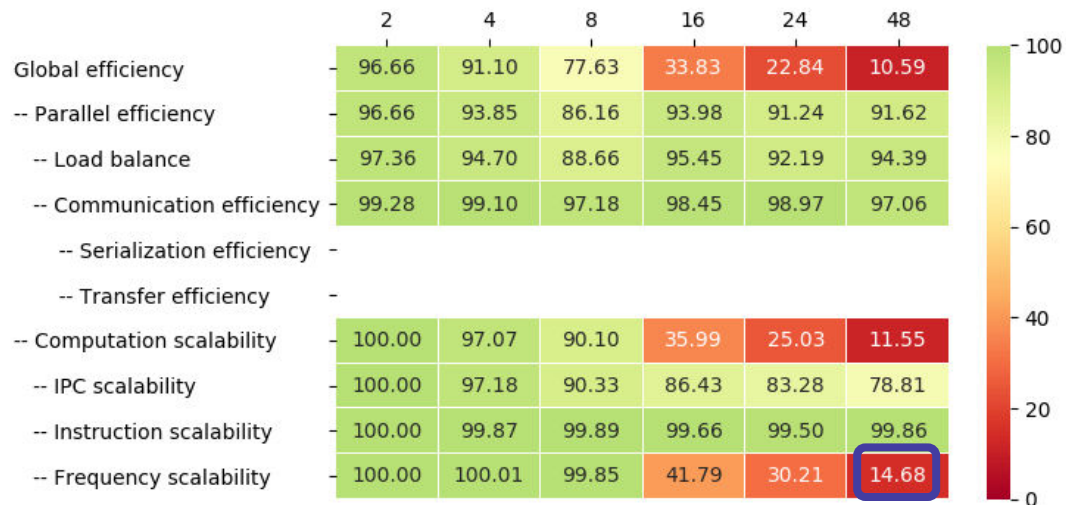 2 4 8 16 24 48
Global efficiency 96.66 91.10 77.63 33.83 22.84 10.59
-- Parallel efficiency 96.66 93.85 86.16 93.98 91.24 91.62
-- Load balance 97.36 94.70 88.66 95.45 92.19 94.39
-- Communication efficiency 99.28 99.10 97.18 98.45 98.97 97.06
-- Serialization efficiency
-- Transfer efficiency
-- Computation scalability 100.00 97.07 90.10 35.99 25.03 11.55
-- IPC scalability 100.00 97.18 90.33 86.43 83.28 78.81
-- Instruction scalability 100.00 99.87 99.89 99.66 99.50 99.86
-- Frequency scalability 100.00 100.01 99.85 41.79 30.21 14.68
100
80
60
40
20
0